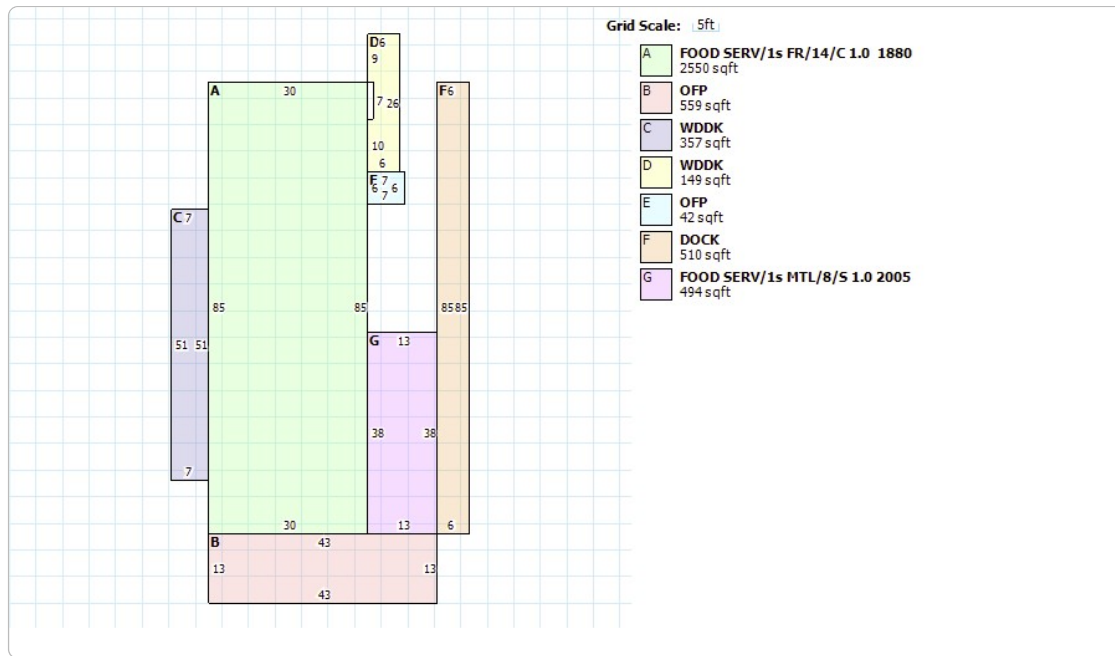 Grid Scale: 5ft
A FOOD SERV/1s FR/14/C 1.0 1880
2550 sqft
B OFP
559 sqft
C WDDK
357 sqft
D WDDK
149 sqft
E OFP
42 sqft
F DOCK
510 sqft
G FOOD SERV/1s MTL/8/S 1.0 2005
494 sqft
D6
9
A 30
7 26
F6
10
6
E 7
6 6
7
C 7
85 85 85 85
G 13
51 51
38 38
7
30 13 6
B 43
13 13
43